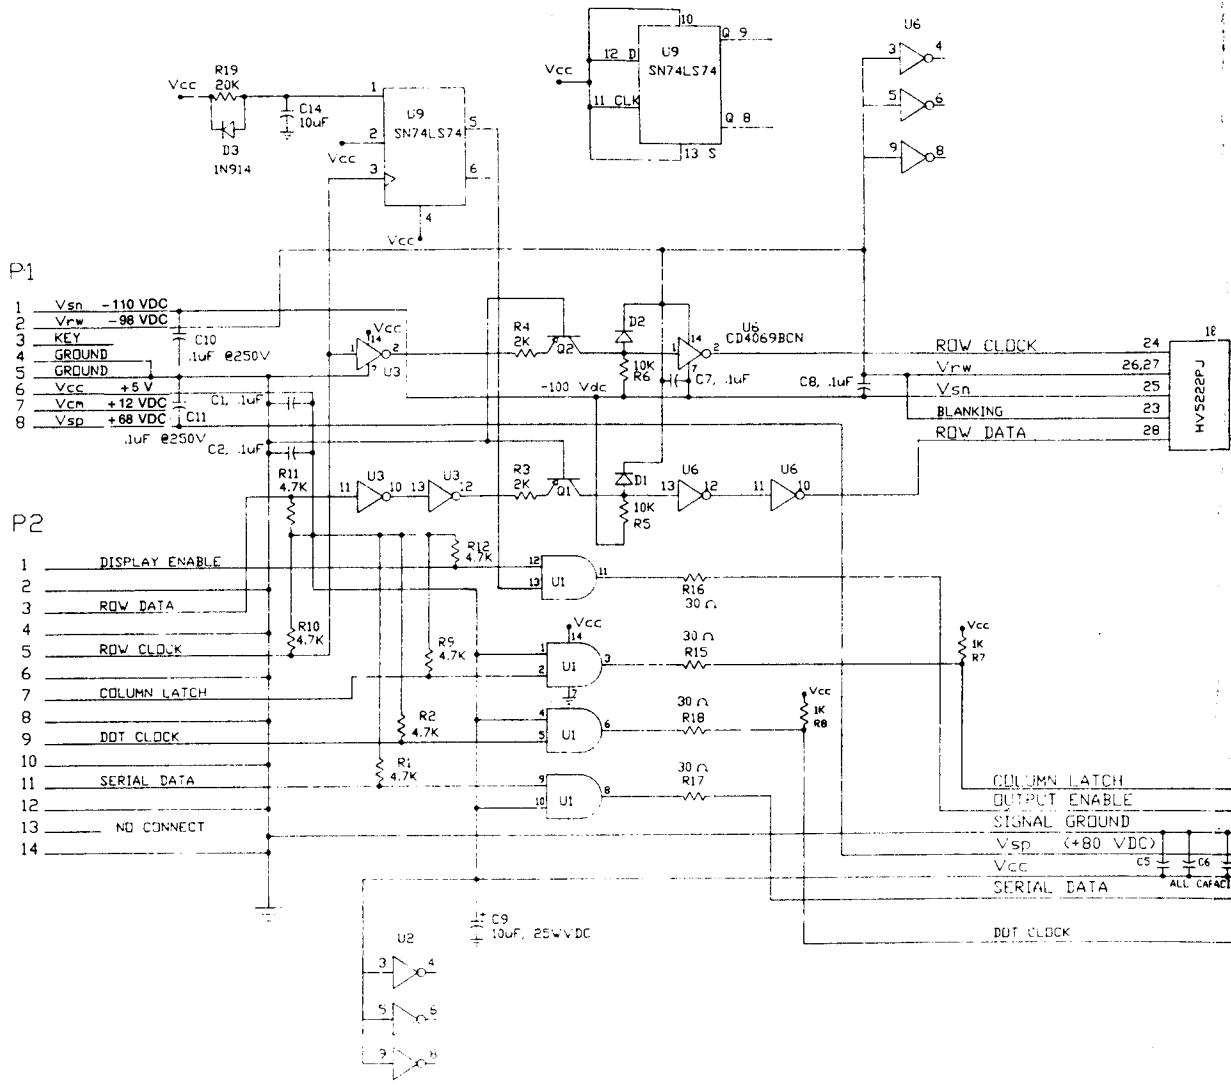 10
U6
Q 9
12 D
U9
SN74LS74
3
4
R19
20K
Vcc
Vcc
11 CLK
5
6
1
C14
10uF
U9
SN74LS74
5
Q 8
D3
1N914
2
Vcc
13 S
9
8
3
6
4
Vcc
P1
1 Vsn -110 VDC
2 Vrw -98 VDC
3 KEY
4 GROUND
5 GROUND
6 Vcc +5 V
7 Vcm +12 VDC
8 Vsp +68 VDC
C10
.1uF @250V
C11
.1uF @250V
C1, .1uF
C2, .1uF
Vcc
14
1
2
7 U3
R4
2K
Q2
D2
10K
R6
14
1
2
7
U6
CD4069BCN
C7, .1uF
C8, .1uF
-100 Vdc
18
ROW CLOCK 24
Vrw 26,27
Vsn 25
BLANKING 23
ROW DATA 28
HV5222PJ
R11
4.7K
11 U3 10
13 U3 12
R3
2K
Q1
D1
10K
R5
13 U6 12
11 U6 10
P2
1 DISPLAY ENABLE
2
3 ROW DATA
4
5 ROW CLOCK
6
7 COLUMN LATCH
8
9 DOT CLOCK
10
11 SERIAL DATA
12
13 NO CONNECT
14
R12
4.7K
12
13
U1
11
R16
30 Ω
R10
4.7K
R9
4.7K
Vcc
14
1
2
U1
3
7
30 Ω
R15
Vcc
1K
R7
R2
4.7K
4
5
U1
6
30 Ω
R18
Vcc
1K
R8
R1
4.7K
9
10
U1
8
30 Ω
R17
COLUMN LATCH
OUTPUT ENABLE
SIGNAL GROUND
Vsp (+80 VDC)
Vcc
SERIAL DATA
C5
C6
ALL CAPACI
DOT CLOCK
+
C9
10uF, 25WVDC
U2
3
4
5
6
9
8